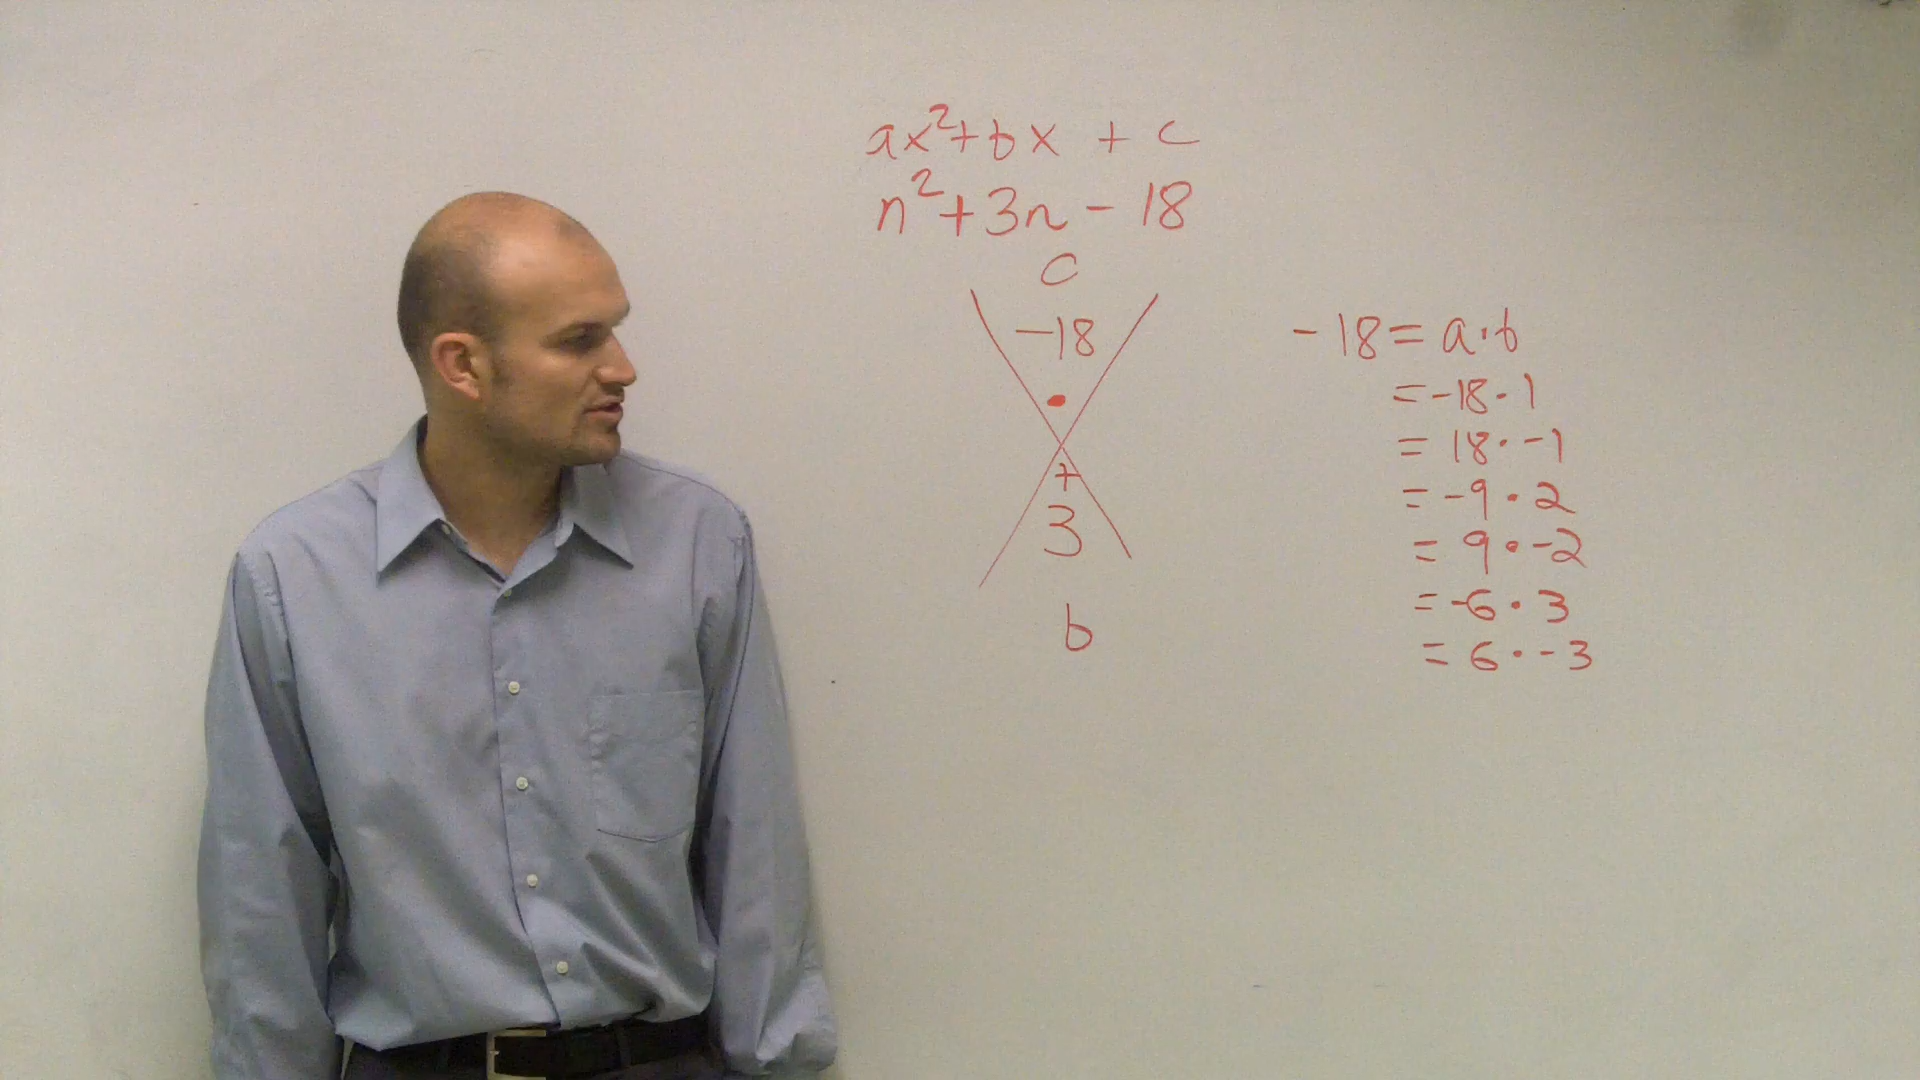 ax²+bx + c
n²+3n - 18
c
-18
•
+
3
b
-18 = a·b
= -18 · 1
= 18 · -1
= -9 · 2
= 9 · -2
= -6 · 3
= 6 · -3